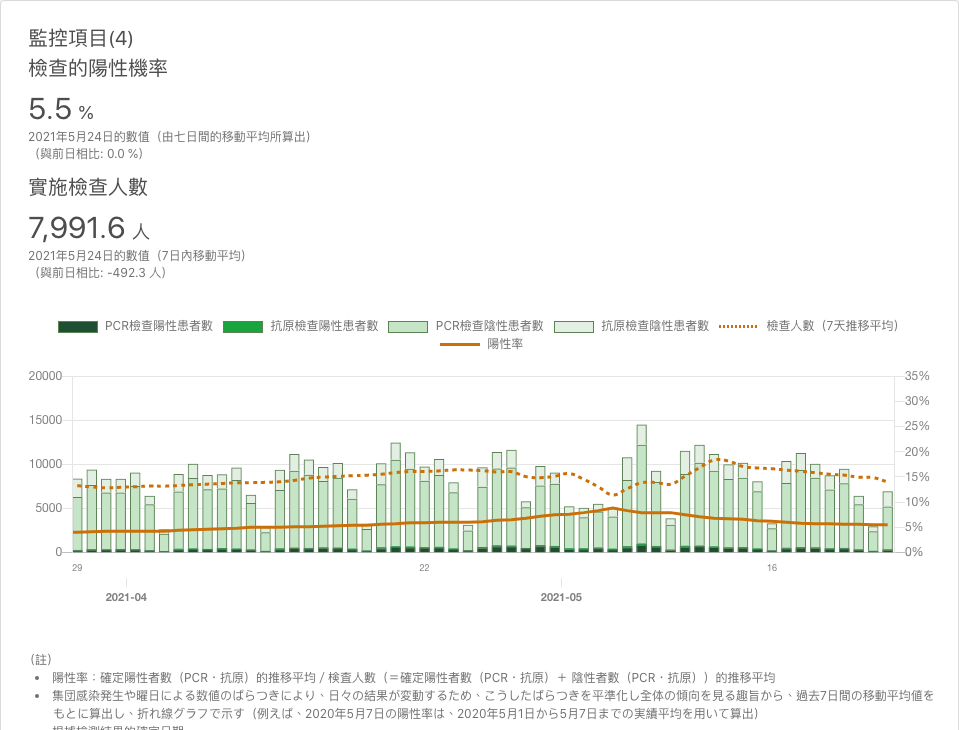 監控項目(4)
檢查的陽性機率
5.5 %
2021年5月24日的數值（由七日間的移動平均所算出）
（與前日相比: 0.0 %）
實施檢查人數
7,991.6 人
2021年5月24日的數值（7日內移動平均）
（與前日相比: -492.3 人）
PCR檢查陽性患者數 抗原檢查陽性患者數 PCR檢查陰性患者數 抗原檢查陰性患者數 檢查人數（7天推移平均）
陽性率
20000 35%
30%
15000 25%
20%
10000 15%
5000 10%
5%
0 0%
29 22 16
2021-04 2021-05
（註）
• 陽性率：確定陽性者數（PCR・抗原）的推移平均 / 檢查人數（＝確定陽性者數（PCR・抗原）＋ 陰性者數（PCR・抗原））的推移平均
• 集団感染発生や曜日による数値のばらつきにより、日々の結果が変動するため、こうしたばらつきを平準化し全体の傾向を見る趣旨から、過去7日間の移動平均値を
もとに算出し、折れ線グラフで示す（例えば、2020年5月7日の陽性率は、2020年5月1日から5月7日までの実績平均を用いて算出）